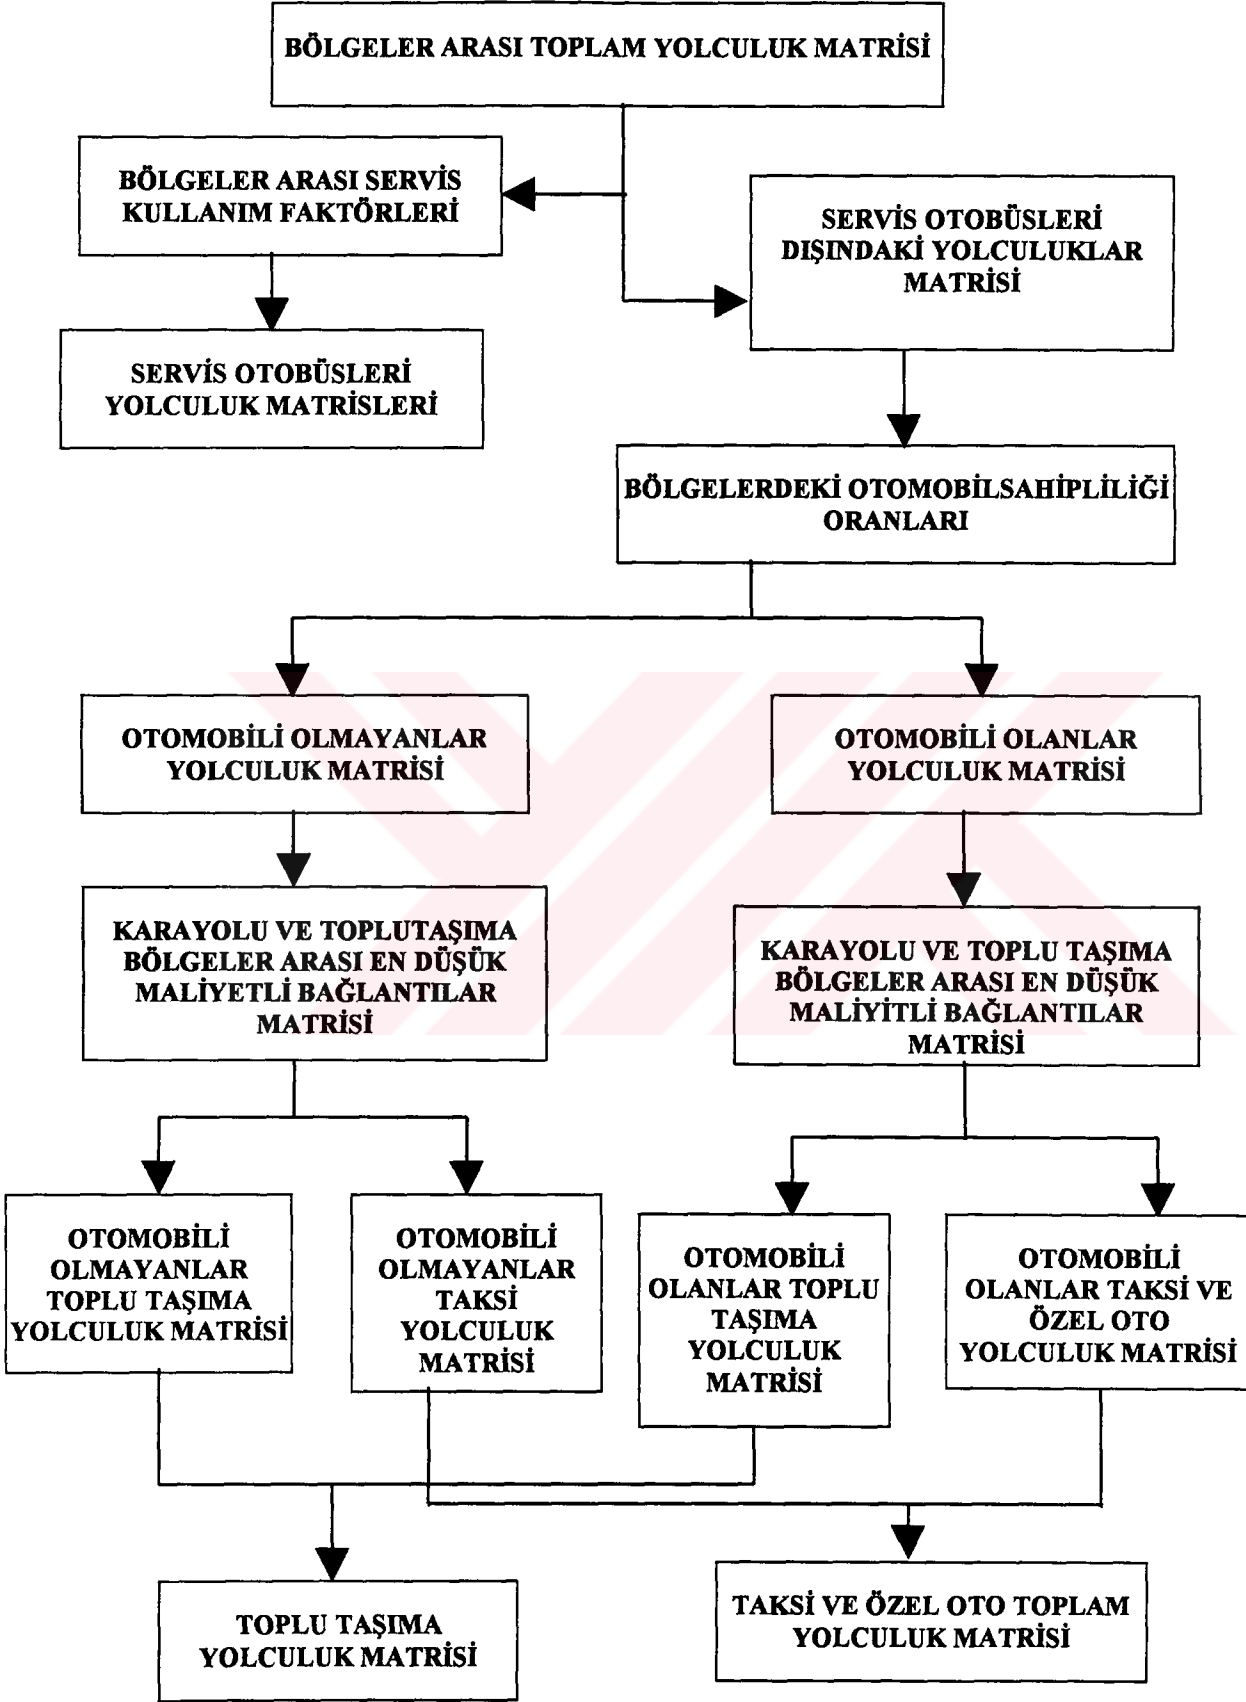 BÖLGELER ARASI TOPLAM YOLCULUK MATRİSİ
BÖLGELER ARASI SERVİS
KULLANIM FAKTÖRLERİ
SERVİS OTOBÜSLERİ
DIŞINDAKİ YOLCULUKLAR
MATRİSİ
SERVİS OTOBÜSLERİ
YOLCULUK MATRİSLERİ
BÖLGELERDEKİ OTOMOBİLSAHİPLİLİĞİ
ORANLARI
OTOMOBİLİ OLMAYANLAR
YOLCULUK MATRİSİ
OTOMOBİLİ OLANLAR
YOLCULUK MATRİSİ
KARAYOLU VE TOPLUTAŞIMA
BÖLGELER ARASI EN DÜŞÜK
MALİYETLİ BAĞLANTILAR
MATRİSİ
KARAYOLU VE TOPLU TAŞIMA
BÖLGELER ARASI EN DÜŞÜK
MALİYİTLİ BAĞLANTILAR
MATRİSİ
OTOMOBİLİ
OLMAYANLAR
TOPLU TAŞIMA
YOLCULUK MATRİSİ
OTOMOBİLİ
OLMAYANLAR
TAKSİ
YOLCULUK
MATRİSİ
OTOMOBİLİ
OLANLAR TOPLU
TAŞIMA
YOLCULUK
MATRİSİ
OTOMOBİLİ
OLANLAR TAKSİ VE
ÖZEL OTO
YOLCULUK MATRİSİ
TOPLU TAŞIMA
YOLCULUK MATRİSİ
TAKSİ VE ÖZEL OTO TOPLAM
YOLCULUK MATRİSİ